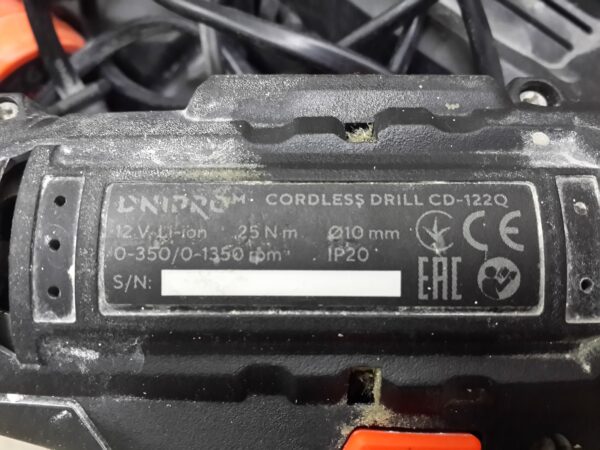 DNIPRO M CORDLESS DRILL CD-122Q
12 V Li-ion 25 N m Ø10 mm
0-350/0-1350 rpm IP20
S/N:
CE
EAC